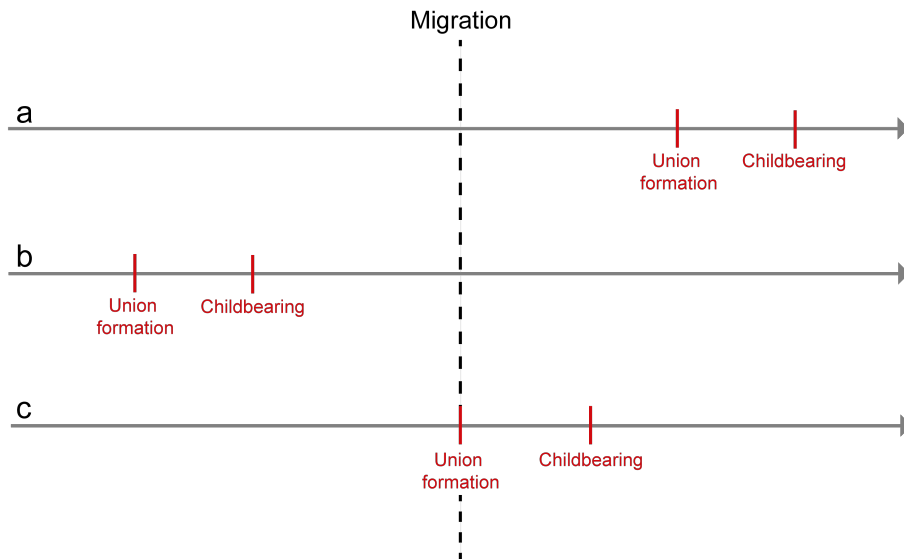 Migration
a
Union
formation
Childbearing
b
Union
formation
Childbearing
c
Union
formation
Childbearing